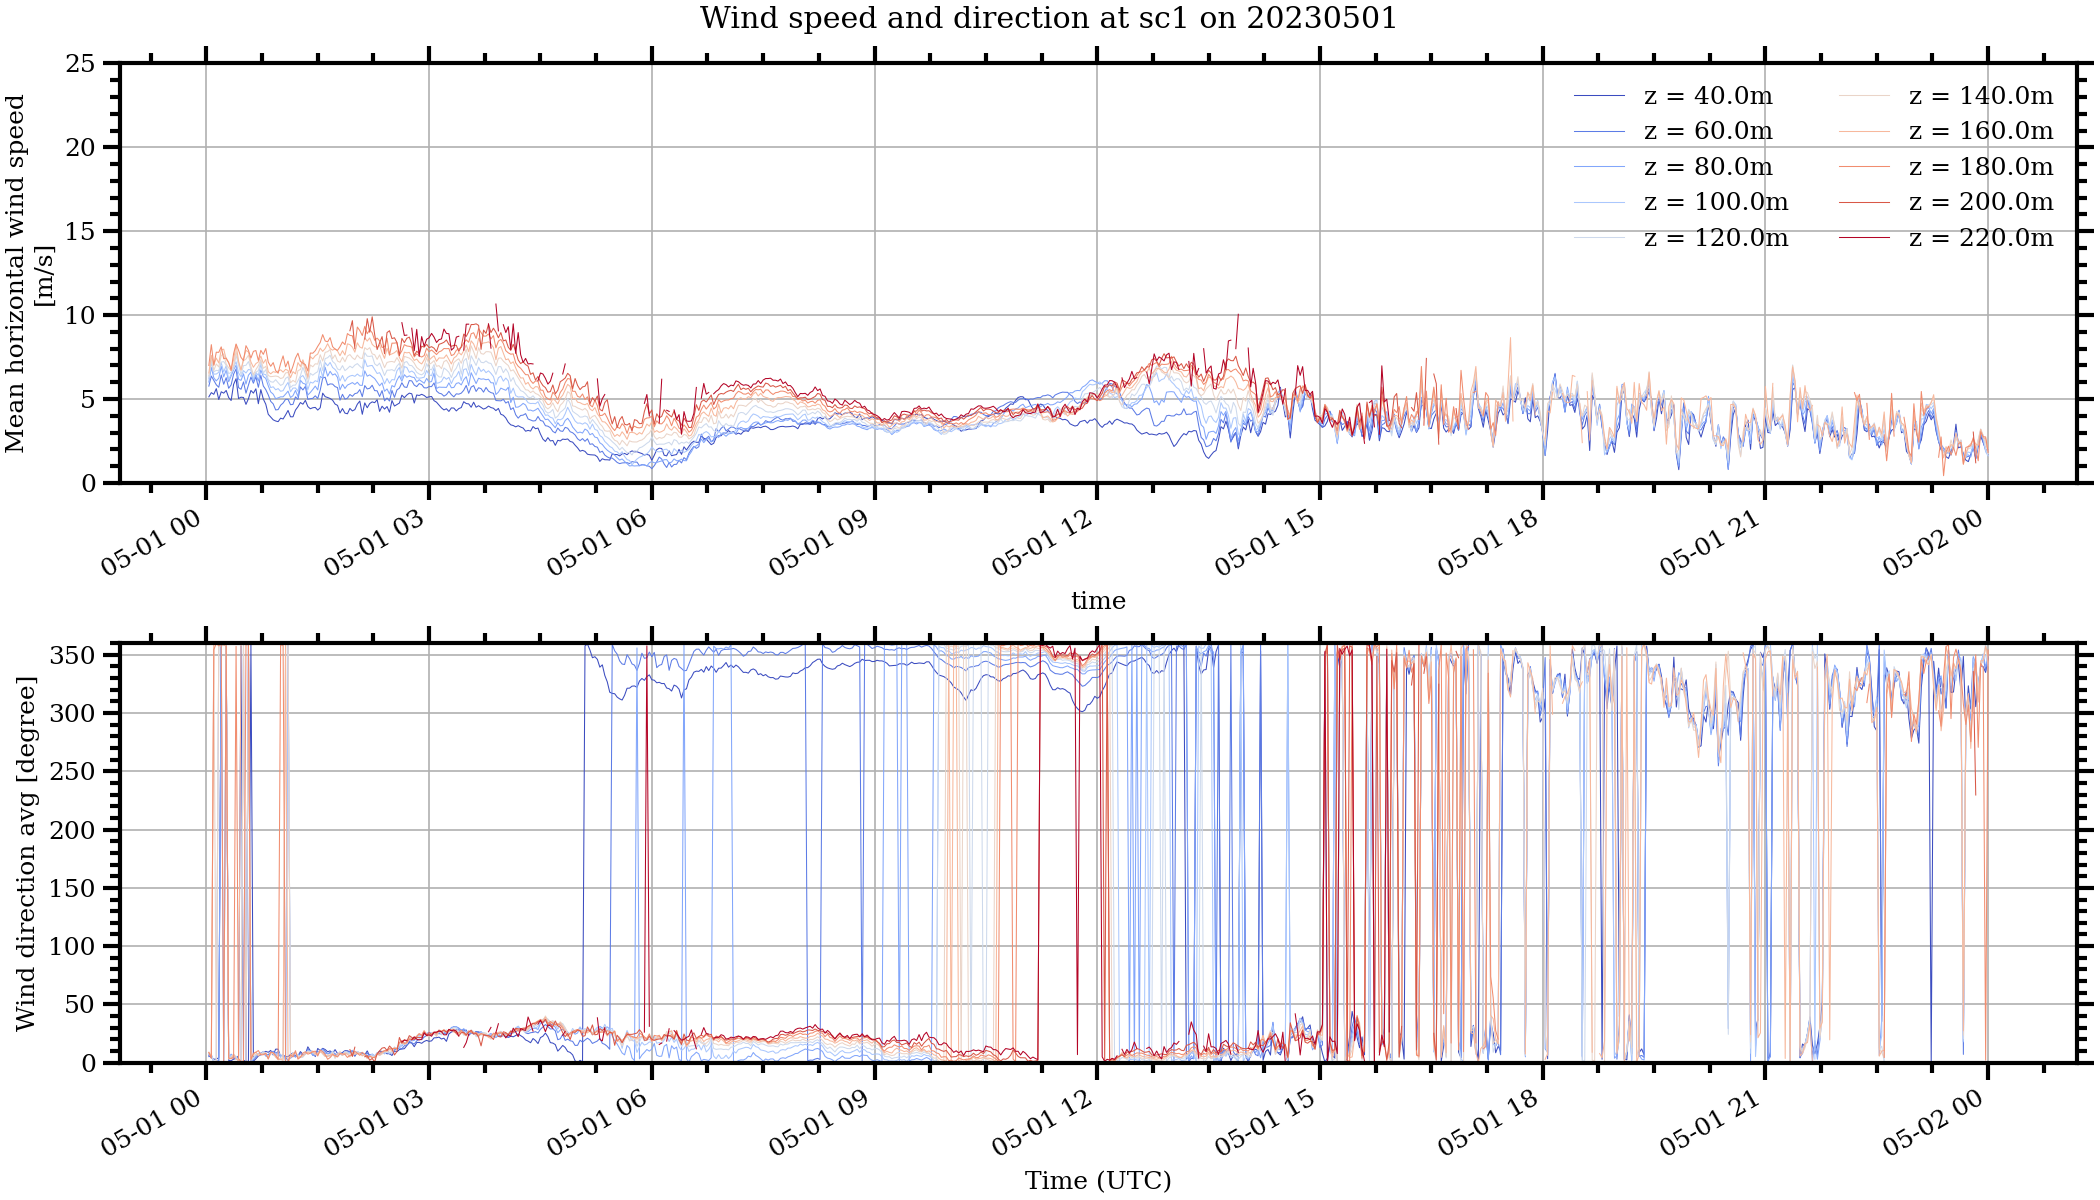 Wind speed and direction at sc1 on 20230501
Mean horizontal wind speed
[m/s]
25
20
15
10
5
0
z = 40.0m
z = 60.0m
z = 80.0m
z = 100.0m
z = 120.0m
z = 140.0m
z = 160.0m
z = 180.0m
z = 200.0m
z = 220.0m
05-01 00
05-01 03
05-01 06
05-01 09
05-01 12
05-01 15
05-01 18
05-01 21
05-02 00
time
Wind direction avg [degree]
350
300
250
200
150
100
50
0
05-01 00
05-01 03
05-01 06
05-01 09
05-01 12
05-01 15
05-01 18
05-01 21
05-02 00
Time (UTC)